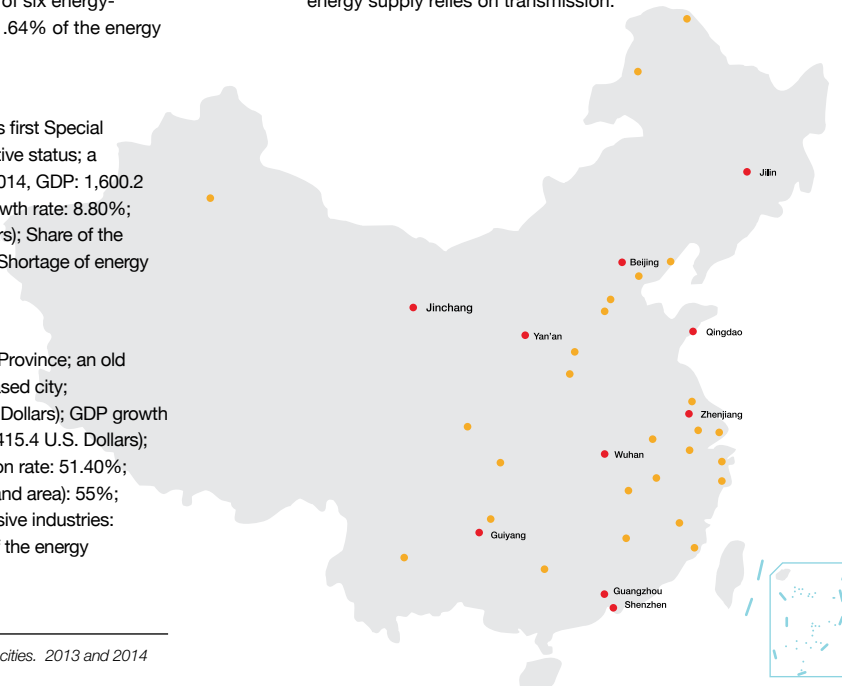 of six energy-
.64% of the energy
s first Special
tive status; a
014, GDP: 1,600.2
wth rate: 8.80%;
rs); Share of the
Shortage of energy
Province; an old
ased city;
Dollars); GDP growth
415.4 U.S. Dollars);
on rate: 51.40%;
and area): 55%;
sive industries:
f the energy
cities. 2013 and 2014
energy supply relies on transmission.
Jilin
Beijing
Jinchang
Yan'an
Qingdao
Zhenjiang
Wuhan
Guiyang
Guangzhou
Shenzhen